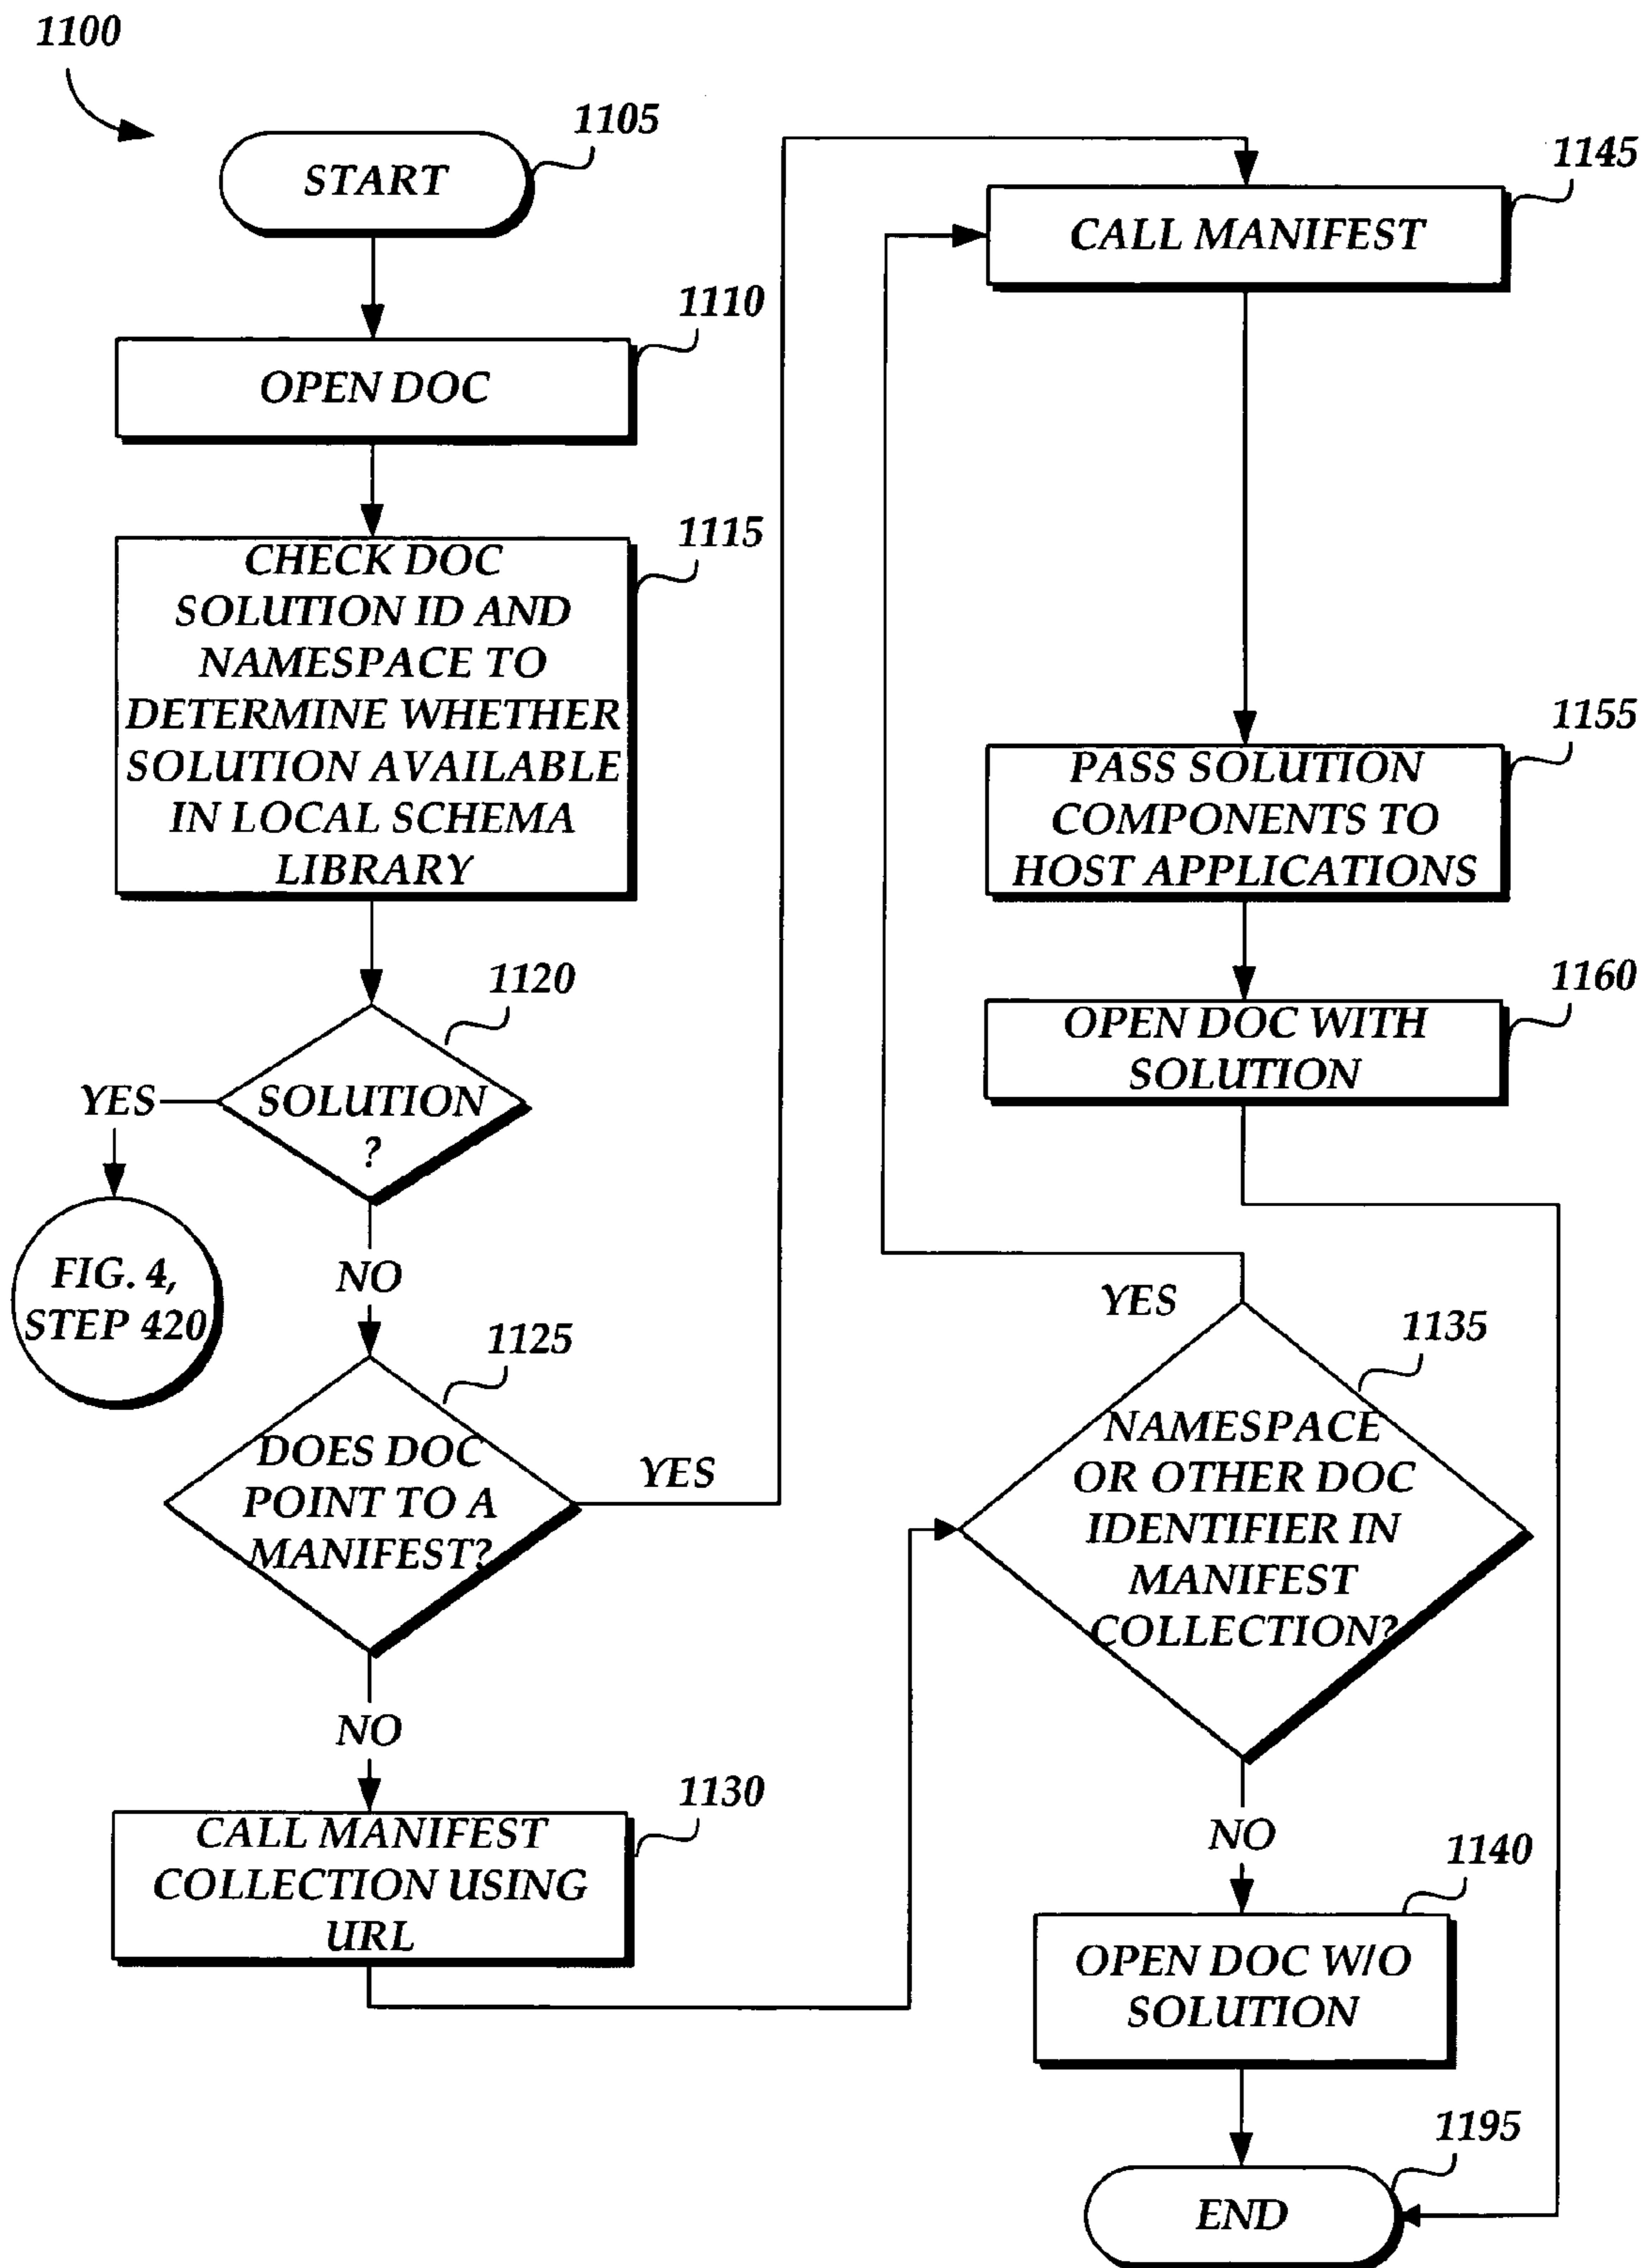 1100
1105
START
1110
OPEN DOC
1115
CHECK DOC
SOLUTION ID AND
NAMESPACE TO
DETERMINE WHETHER
SOLUTION AVAILABLE
IN LOCAL SCHEMA
LIBRARY
1120
SOLUTION
?
YES
FIG. 4,
STEP 420
NO
1125
DOES DOC
POINT TO A
MANIFEST?
YES
NO
1130
CALL MANIFEST
COLLECTION USING
URL
1145
CALL MANIFEST
1155
PASS SOLUTION
COMPONENTS TO
HOST APPLICATIONS
1160
OPEN DOC WITH
SOLUTION
YES
1135
NAMESPACE
OR OTHER DOC
IDENTIFIER IN
MANIFEST
COLLECTION?
NO
1140
OPEN DOC W/O
SOLUTION
1195
END